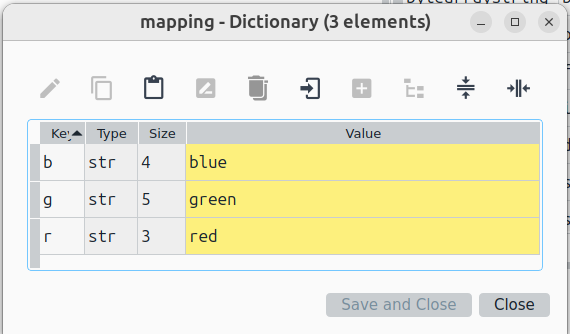 mapping - Dictionary (3 elements)
Key Type Size Value
b str 4 blue
g str 5 green
r str 3 red
Save and Close Close